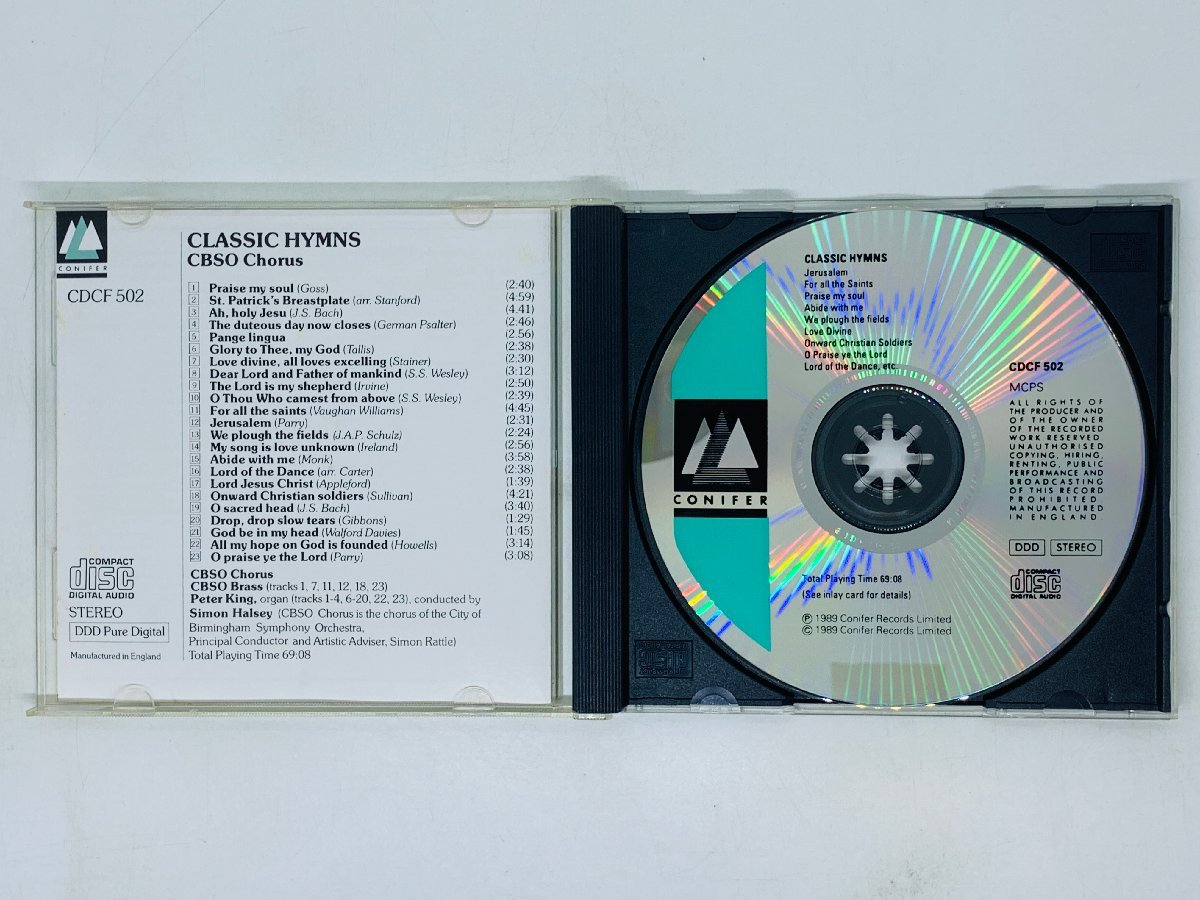 CONIFER
CDCF 502
CLASSIC HYMNS
CBSO Chorus
1 Praise my soul (Goss) (2:40)
2 St. Patrick's Breastplate (arr. Stanford) (4:59)
3 Ah, holy Jesu (J.S. Bach) (4.41)
4 The duteous day now closes (German Psalter) (2:46)
5 Pange lingua (2.56)
6 Glory to Thee, my God (Tallis) (2:38)
7 Love divine, all loves excelling (Stainer) (2:30)
8 Dear Lord and Father of mankind (S.S. Wesley) (3:12)
9 The Lord is my shepherd (Irvine) (2:50)
10 O Thou Who camest from above (S.S. Wesley) (2:39)
11 For all the saints (Vaughan Williams) (4:45)
12 Jerusalem (Parry) (2:31)
13 We plough the fields (J.A.P. Schulz) (2:24)
14 My song is love unknown (Ireland) (2:56)
15 Abide with me (Monk) (3:58)
16 Lord of the Dance (arr. Carter) (2:38)
17 Lord Jesus Christ (Appleford) (1:39)
18 Onward Christian soldiers (Sullivan) (4:21)
19 O sacred head (J.S. Bach) (3:40)
20 Drop, drop slow tears (Gibbons) (1:29)
21 God be in my head (Walford Davies) (1:45)
22 All my hope on God is founded (Howells) (3:14)
23 O praise ye the Lord (Parry) (3:08)
CBSO Chorus
CBSO Brass (tracks 1, 7, 11, 12, 18, 23)
Peter King, organ (tracks 1-4, 6-20, 22, 23), conducted by
Simon Halsey (CBSO Chorus is the chorus of the City of
Birmingham Symphony Orchestra,
Principal Conductor and Artistic Adviser, Simon Rattle)
Total Playing Time 69:08
COMPACT
disc
DIGITAL AUDIO
STEREO
DDD Pure Digital
Manufactured in England
CLASSIC HYMNS
Jerusalem
For all the Saints
Praise my soul
Abide with me
We plough the fields
Love Divine
Onward Christian Soldiers
O Praise ye the Lord
Lord of the Dance, etc.
CONIFER
CDCF 502
MCPS
ALL RIGHTS OF
THE PRODUCER AND
OF THE OWNER
OF THE RECORDED
WORK RESERVED.
UNAUTHORISED
COPYING, HIRING,
RENTING, PUBLIC
PERFORMANCE AND
BROADCASTING
OF THIS RECORD
PROHIBITED.
MANUFACTURED
IN ENGLAND
DDD STEREO
COMPACT
disc
DIGITAL AUDIO
Total Playing Time 69:08
(See inlay card for details)
℗ 1989 Conifer Records Limited
© 1989 Conifer Records Limited